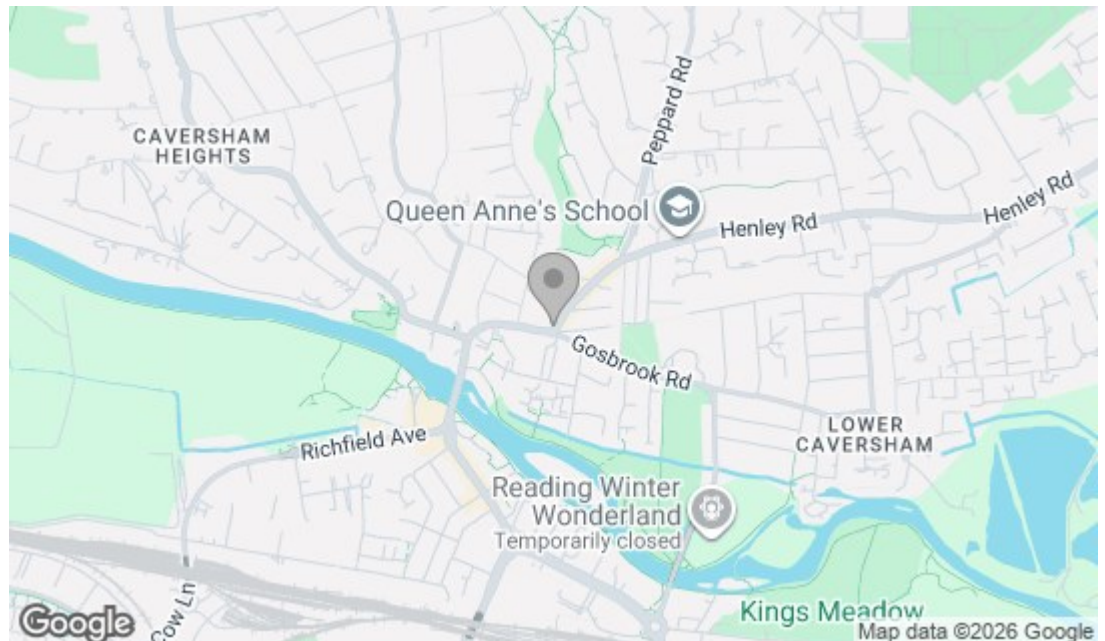 Peppard Rd
CAVERSHAM
HEIGHTS
Queen Anne's School
Henley Rd
Henley Rd
Gosbrook Rd
LOWER
CAVERSHAM
Richfield Ave
Reading Winter
Wonderland
Temporarily closed
Cow Ln
Kings Meadow
Google
Map data ©2026 Google